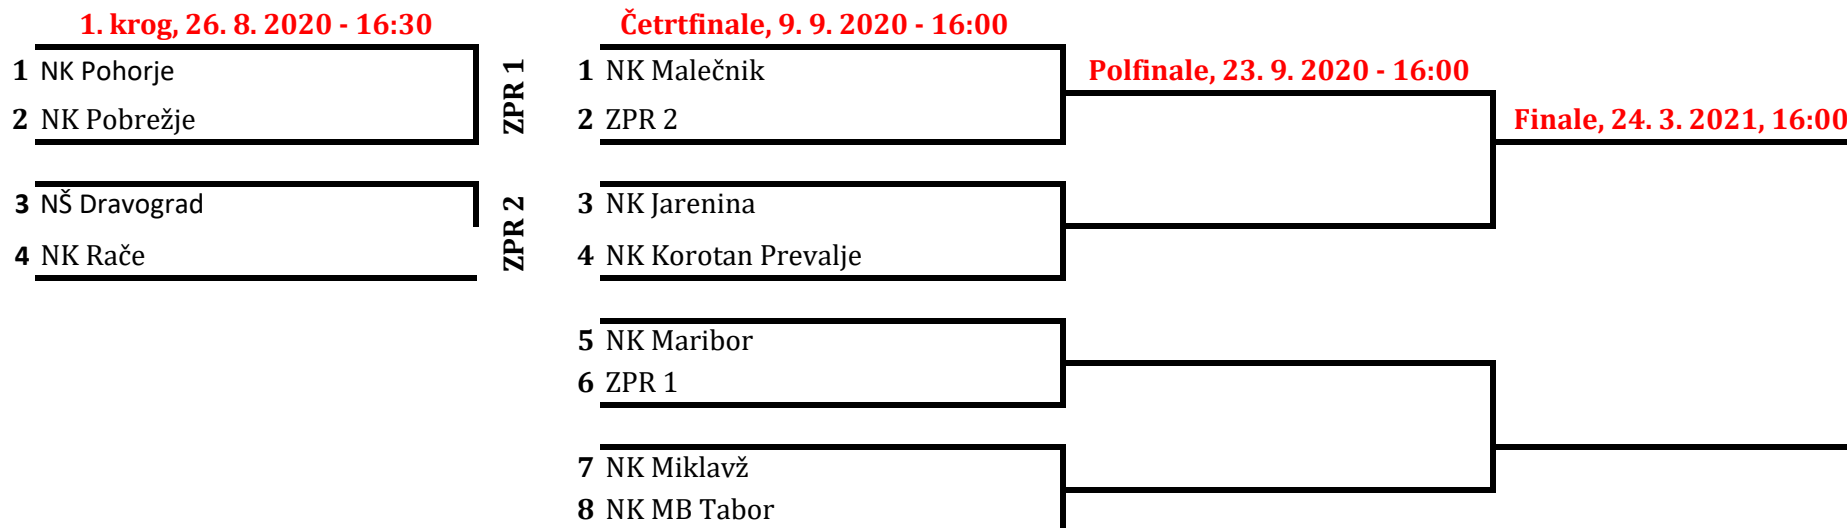 1. krog, 26. 8. 2020 - 16:30
1 NK Pohorje
2 NK Pobrežje
ZPR 1
3 NŠ Dravograd
4 NK Rače
ZPR 2
Četrtfinale, 9. 9. 2020 - 16:00
1 NK Malečnik
2 ZPR 2
3 NK Jarenina
4 NK Korotan Prevalje
5 NK Maribor
6 ZPR 1
7 NK Miklavž
8 NK MB Tabor
Polfinale, 23. 9. 2020 - 16:00
Finale, 24. 3. 2021, 16:00